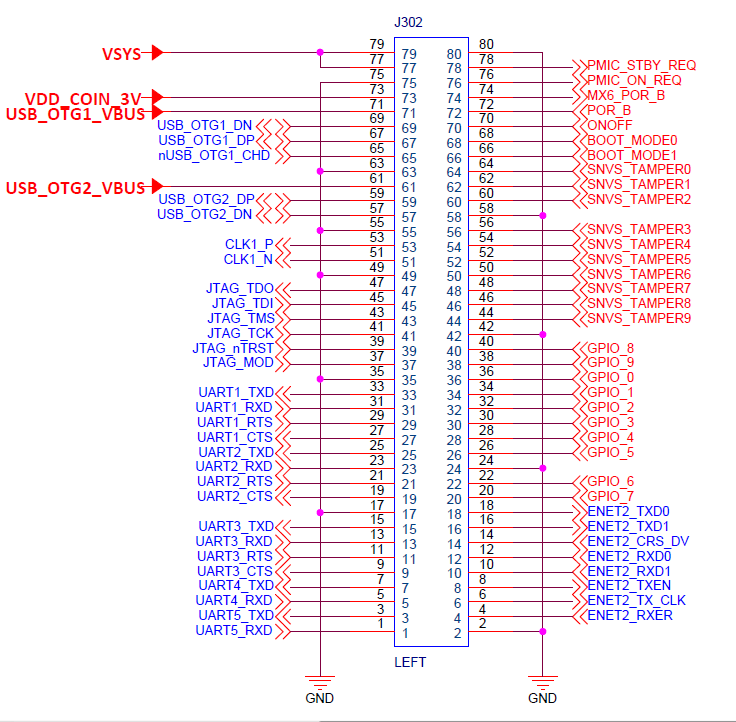 J302
VSYS 79 79 80 80
77 77 78 78 PMIC_STBY_REQ
75 75 76 76 PMIC_ON_REQ
VDD_COIN_3V 73 73 74 74 MX6_POR_B
USB_OTG1_VBUS 71 71 72 72 POR_B
USB_OTG1_DN 69 69 70 70 ONOFF
USB_OTG1_DP 67 67 68 68 BOOT_MODE0
nUSB_OTG1_CHD 65 65 66 66 BOOT_MODE1
63 63 64 64 SNVS_TAMPER0
USB_OTG2_VBUS 61 61 62 62 SNVS_TAMPER1
USB_OTG2_DP 59 59 60 60 SNVS_TAMPER2
USB_OTG2_DN 57 57 58 58
55 55 56 56 SNVS_TAMPER3
CLK1_P 53 53 54 54 SNVS_TAMPER4
CLK1_N 51 51 52 52 SNVS_TAMPER5
49 49 50 50 SNVS_TAMPER6
JTAG_TDO 47 47 48 48 SNVS_TAMPER7
JTAG_TDI 45 45 46 46 SNVS_TAMPER8
JTAG_TMS 43 43 44 44 SNVS_TAMPER9
JTAG_TCK 41 41 42 42
JTAG_nTRST 39 39 40 40 GPIO_8
JTAG_MOD 37 37 38 38 GPIO_9
35 35 36 36 GPIO_0
UART1_TXD 33 33 34 34 GPIO_1
UART1_RXD 31 31 32 32 GPIO_2
UART1_RTS 29 29 30 30 GPIO_3
UART1_CTS 27 27 28 28 GPIO_4
UART2_TXD 25 25 26 26 GPIO_5
UART2_RXD 23 23 24 24
UART2_RTS 21 21 22 22 GPIO_6
UART2_CTS 19 19 20 20 GPIO_7
17 17 18 18 ENET2_TXD0
UART3_TXD 15 15 16 16 ENET2_TXD1
UART3_RXD 13 13 14 14 ENET2_CRS_DV
UART3_RTS 11 11 12 12 ENET2_RXD0
UART3_CTS 9 9 10 10 ENET2_RXD1
UART4_TXD 7 7 8 8 ENET2_TXEN
UART4_RXD 5 5 6 6 ENET2_TX_CLK
UART5_TXD 3 3 4 4 ENET2_RXER
UART5_RXD 1 1 2 2
LEFT
GND GND